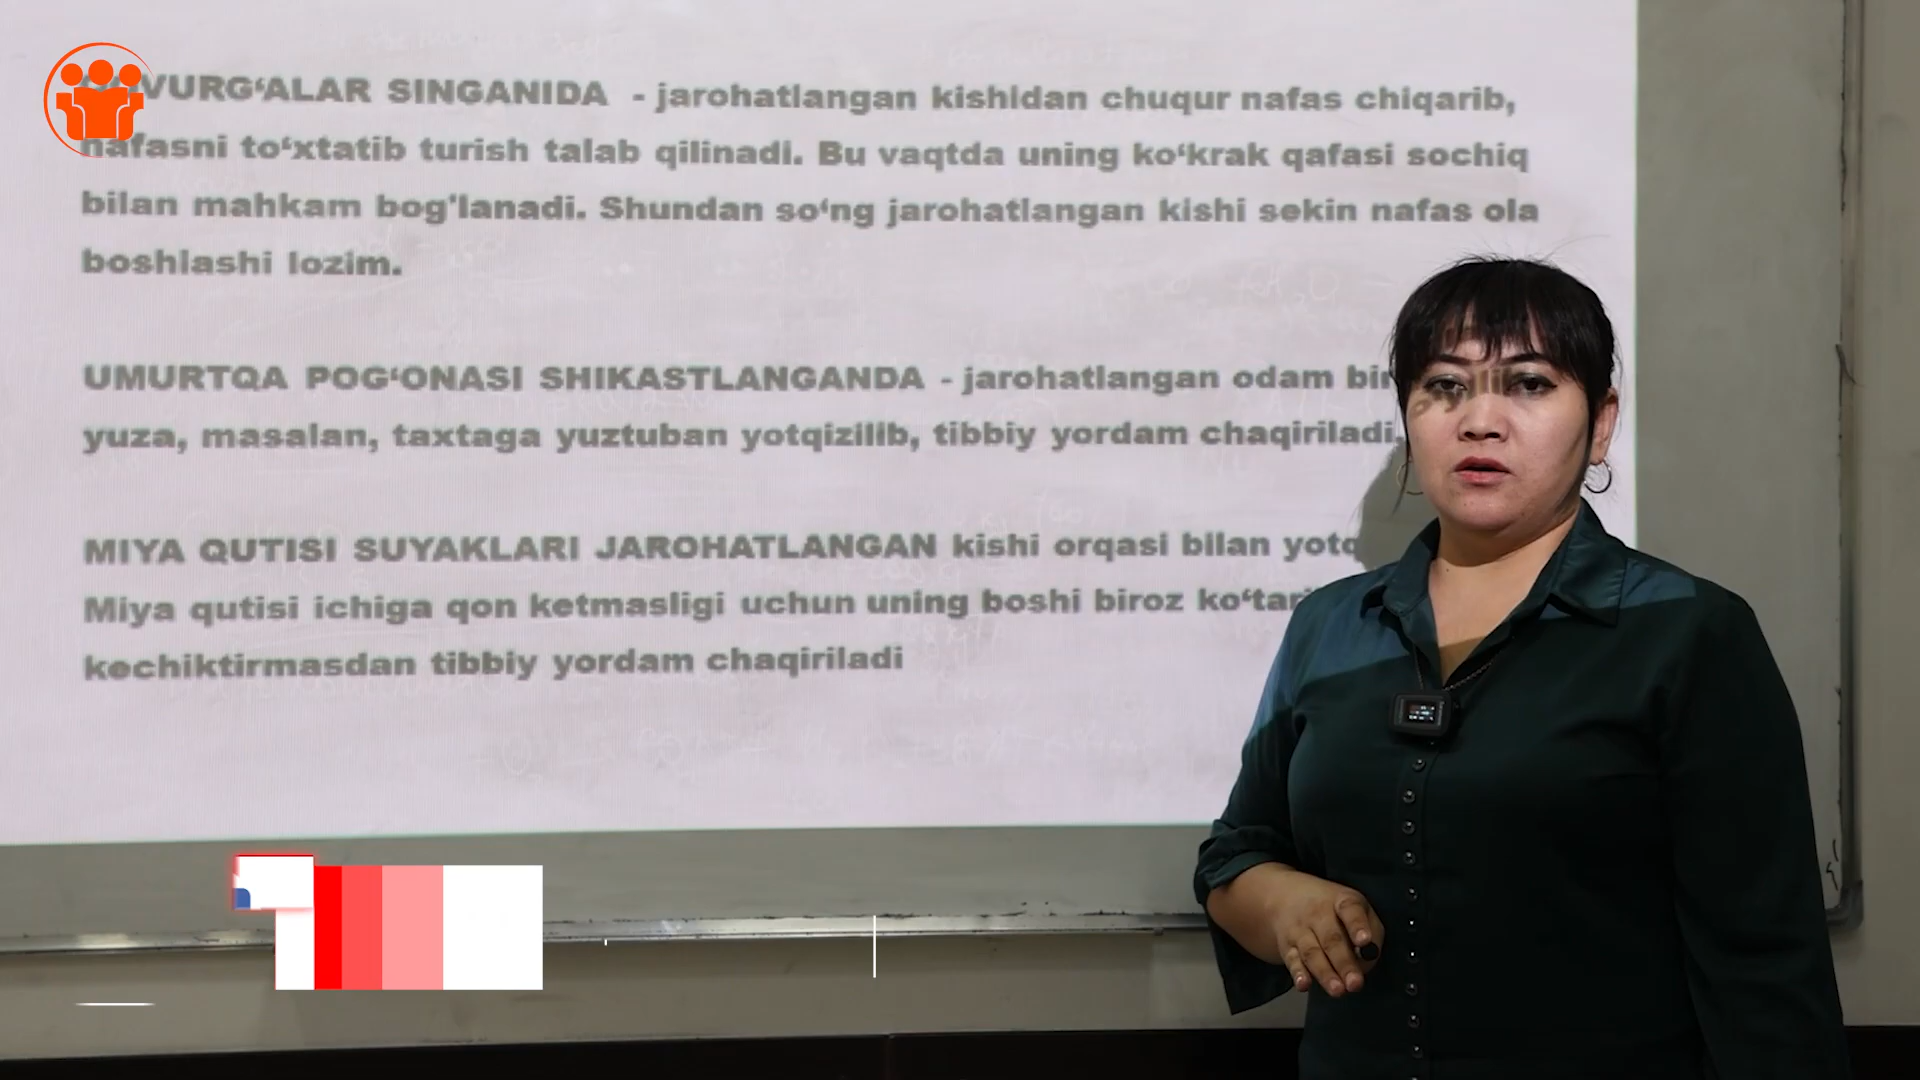 SINGANIDA - jarohatlangan kishidan chuqur nafas chiqarib,
nafasni to‘xtatib turish talab qilinadi. Bu vaqtda uning ko‘krak qafasi sochiq
bilan mahkam bog'lanadi. Shundan so‘ng jarohatlangan kishi sekin nafas ola
boshlashi lozim.
UMURTQA POG‘ONASI SHIKASTLANGANDA - jarohatlangan odam
yuza, masalan, taxtaga yuztuban yotqizilib, tibbiy yordam chaqiriladi.
MIYA QUTISI SUYAKLARI JAROHATLANGAN kishi orqasi bilan
Miya qutisi ichiga qon ketmasligi uchun uning boshi biroz
kechiktirmasdan tibbiy yordam chaqiriladi